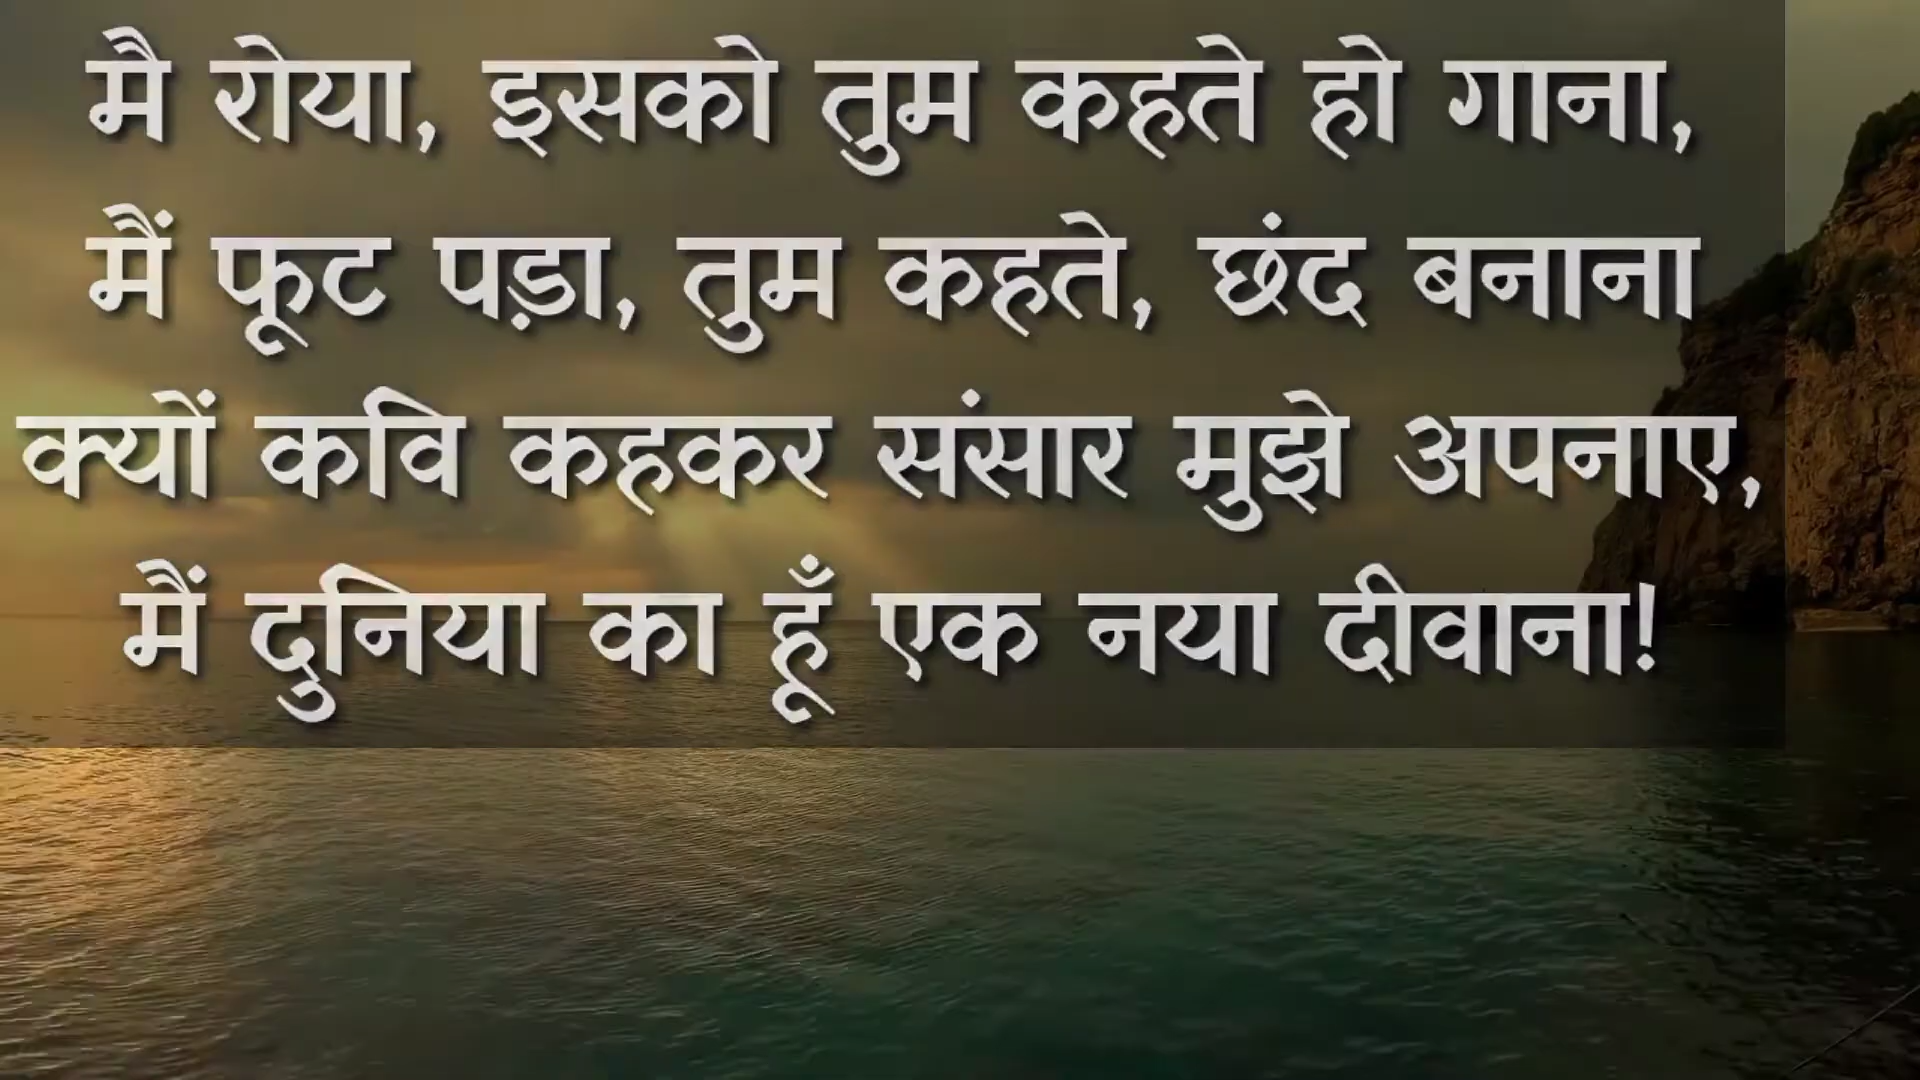 मै रोया, इसको तुम कहते हो गाना,
मैं फूट पड़ा, तुम कहते, छंद बनाना
क्यों कवि कहकर संसार मुझे अपनाए,
मैं दुनिया का हूँ एक नया दीवाना!